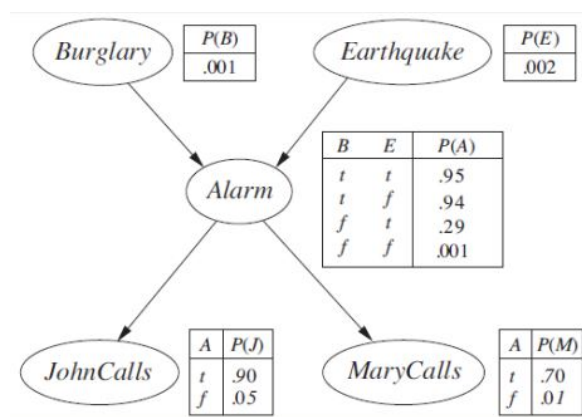 Burglary
P(B)
.001
Earthquake
P(E)
.002
Alarm
B E P(A)
t t .95
t f .94
f t .29
f f .001
JohnCalls
A P(J)
t .90
f .05
MaryCalls
A P(M)
t .70
f .01